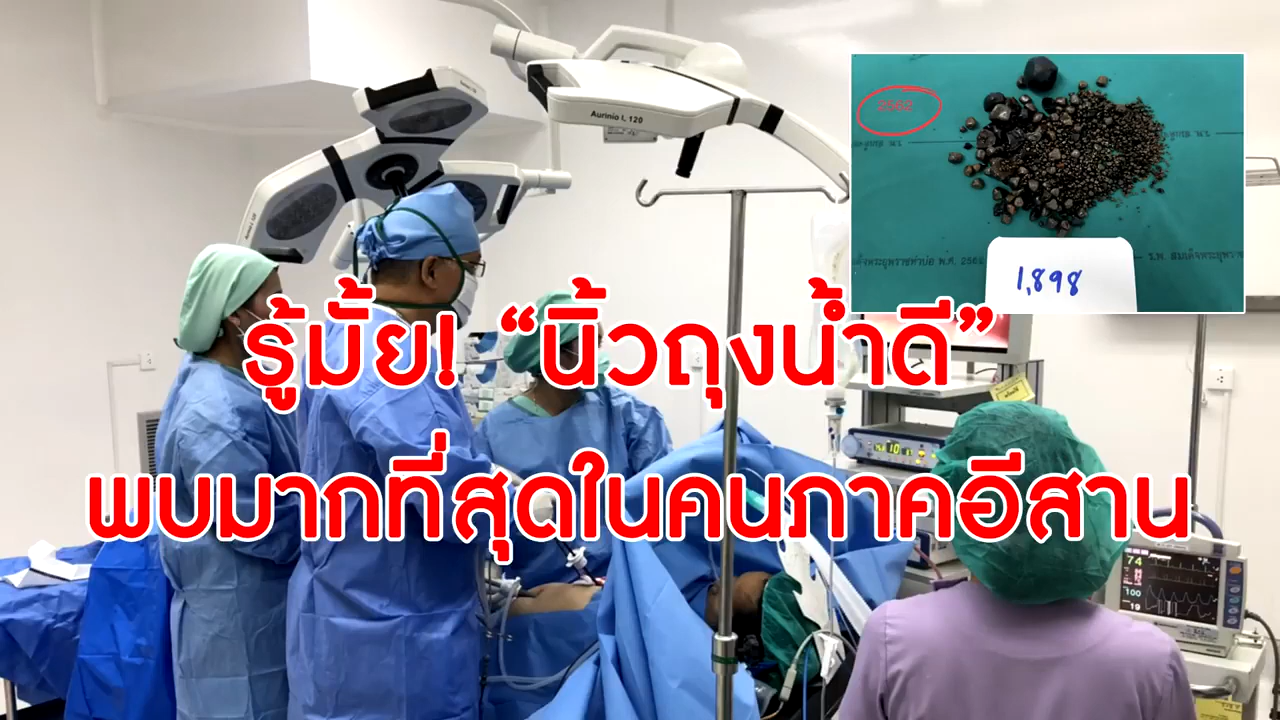 Aurinio L 120
2562
1,898
รู้มั้ย! “นิ้วถุงน้ำดี”
พบมากที่สุดในคนภาคอีสาน
74
100
19